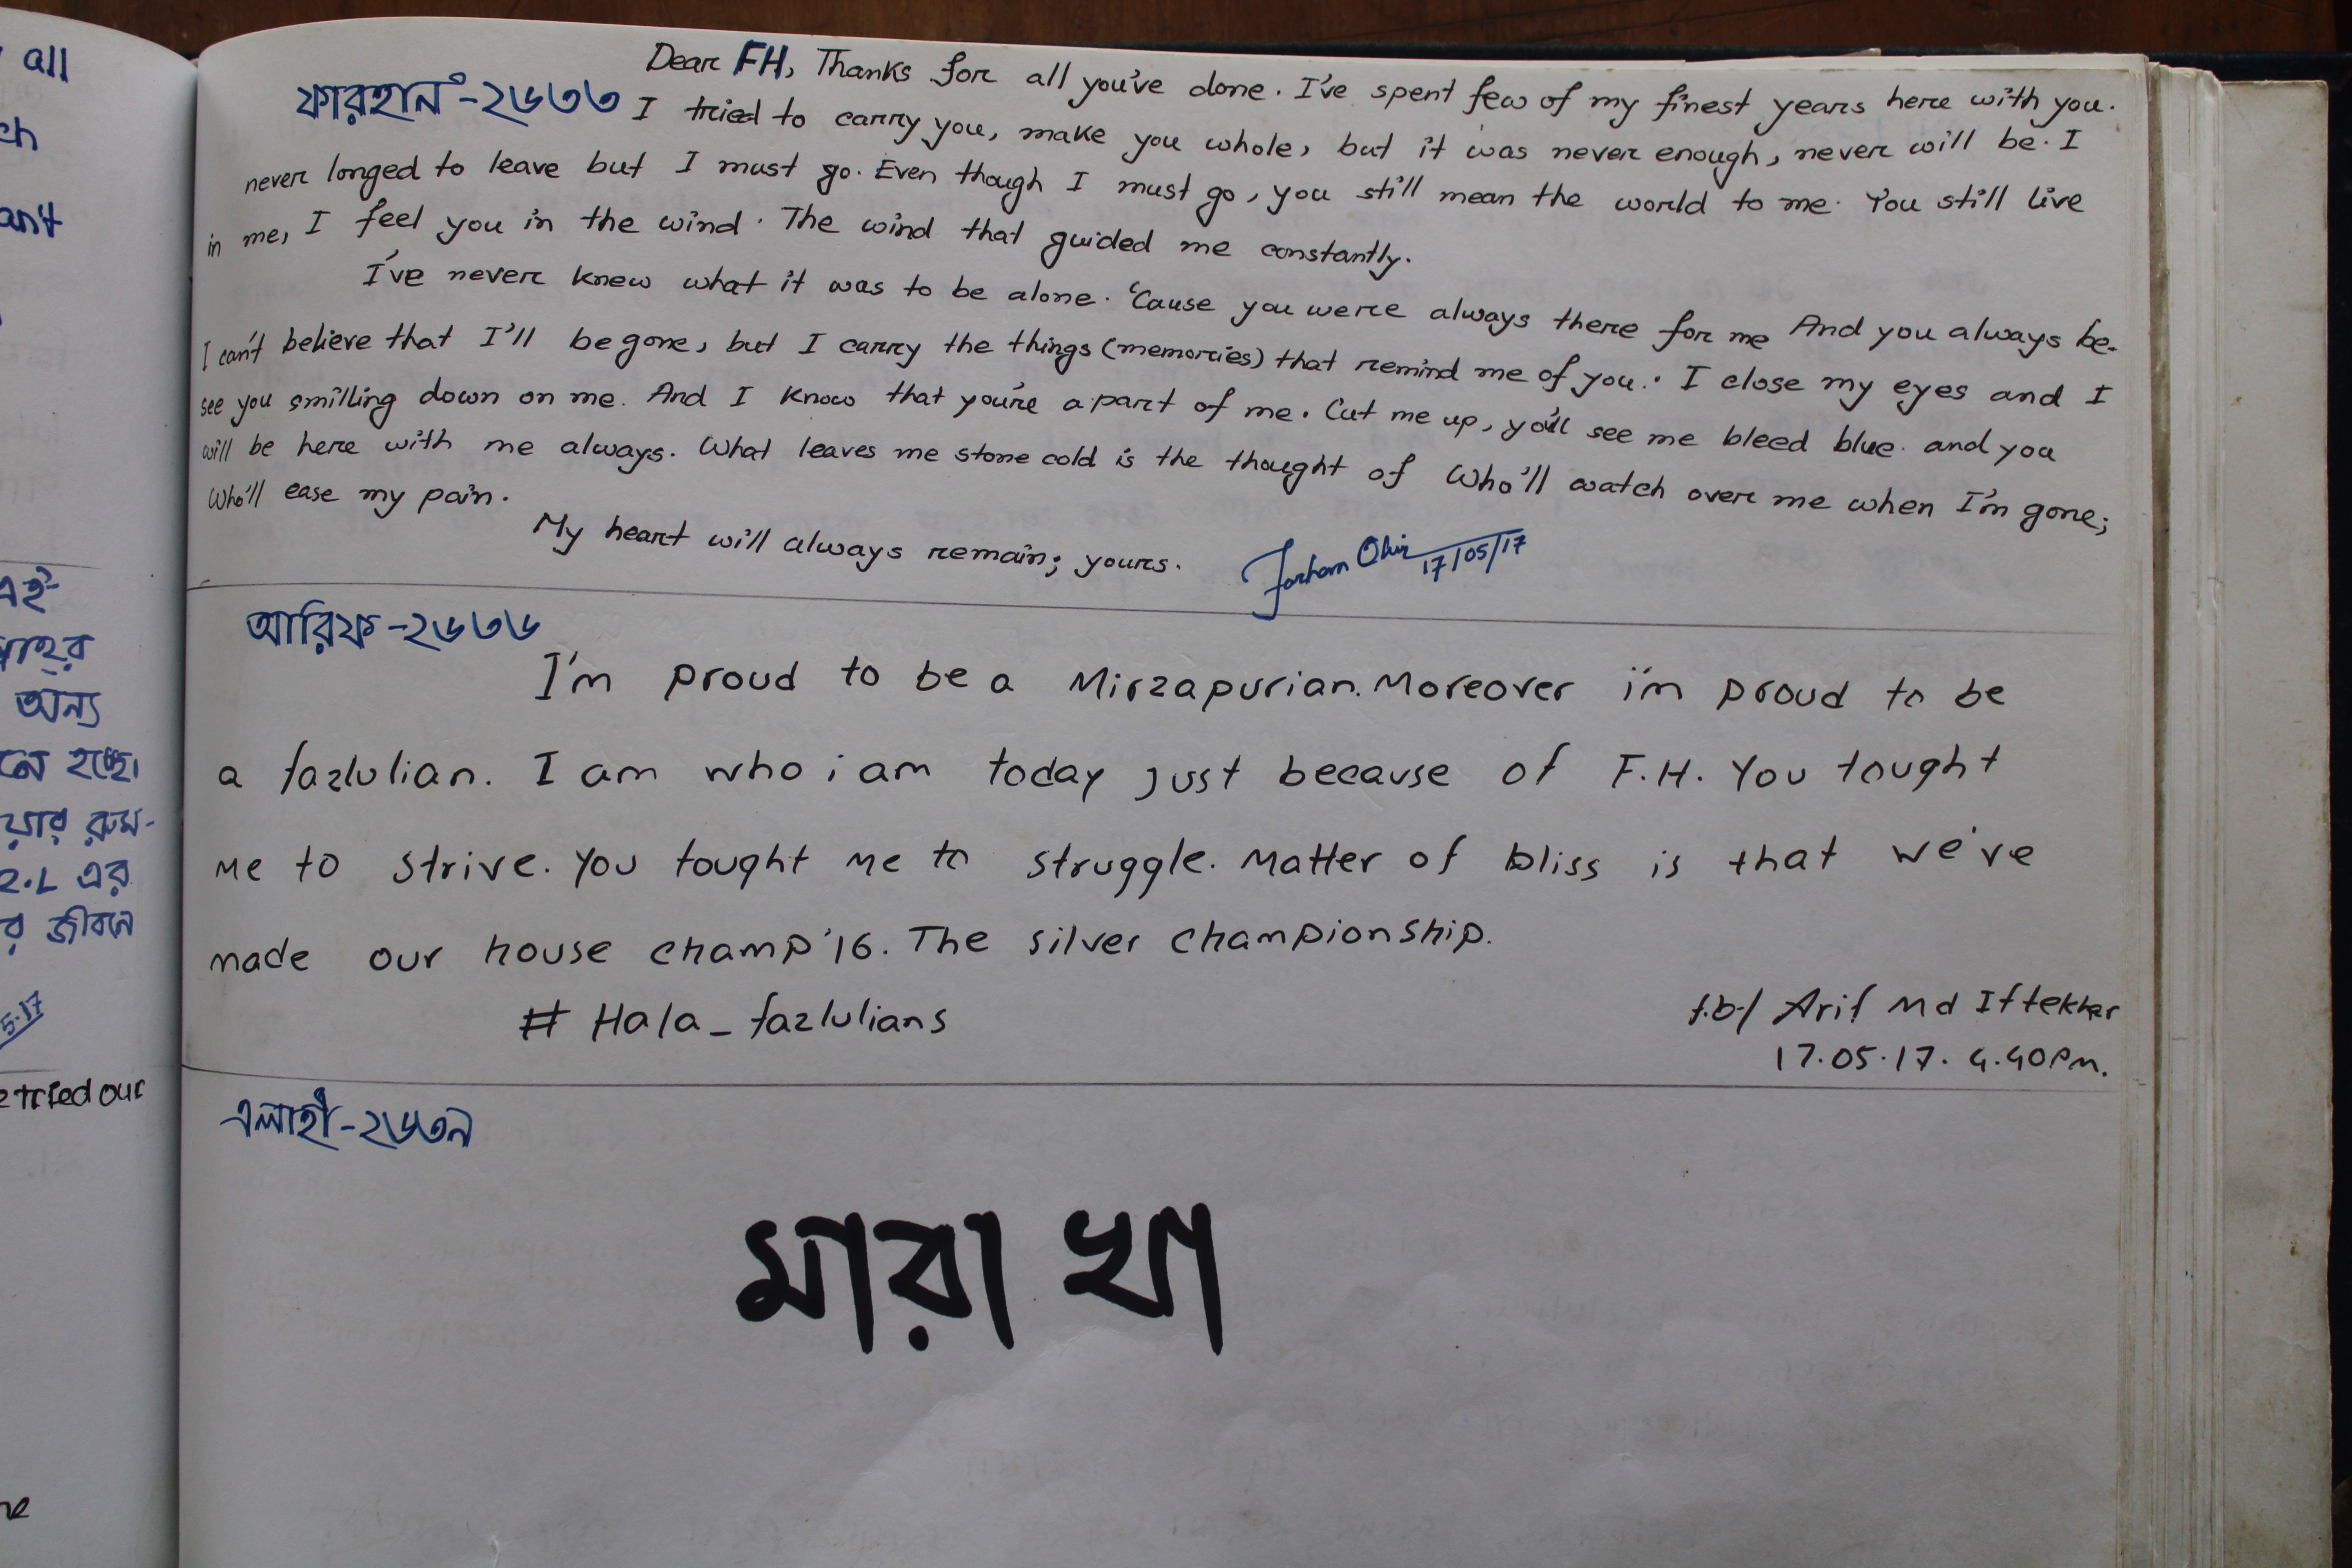 all
ch
an't
এই-
অন্য
হচ্ছে।
রুম-
২.L এর
র জীবনে
5.17
e tried our
ফারহান-২৬৩৩
Dear FH, Thanks for all you've done. I've spent few of my finest years here with you.
I tried to carry you, make you whole, but it was never enough, never will be. I
never longed to leave but I must go. Even though I must go, you still mean the world to me. You still live
in me, I feel you in the wind. The wind that guided me constantly.
I've never knew what it was to be alone. 'Cause you were always there for me And you always be.
I can't believe that I'll be gone, but I carry the things (memories) that remind me of you.. I close my eyes and I
see you smilling down on me. And I know that you're a part of me. Cut me up, you'll see me bleed blue. and you
will be here with me always. What leaves me stone cold is the thought of Who'll watch over me when I'm gone;
Who'll ease my pain.
My heart will always remain; yours.
Farhan 17/05/17
আরিফ-২৬৩৬
I'm proud to be a Mirzapurian. Moreover i'm proud to be
a fazlulian. I am who i am today just because of F.H. You tought
me to strive. You tought me to struggle. Matter of bliss is that we've
made our house champ'16. The silver championship.
# Hala_fazlulians
f.b/ Arif Md Iftekher
17.05.17. 4.40pm.
এলাহী-২৬৩৯
মারা খা